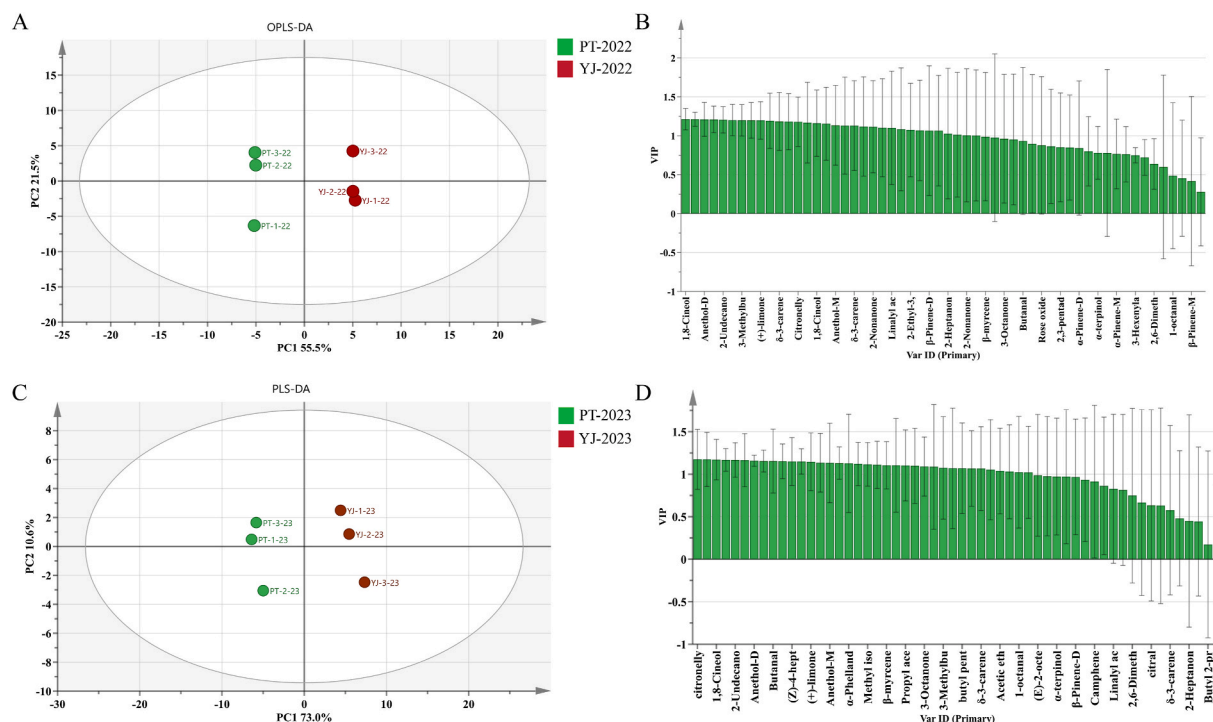 A
OPLS-DA
PT-2022
YJ-2022
15
10
5
0
-5
-10
-15
-20
PC2 21.5%
PT-3-22
PT-2-22
PT-1-22
YJ-3-22
YJ-2-22
YJ-1-22
-25 -20 -15 -10 -5 0 5 10 15 20
PC1 55.5%
B
2
1.5
1
0.5
0
-0.5
-1
VIP
1,8-Cineol
Anethol-D
2-Undecano
3-Methylbu
(+)-limone
δ-3-carene
Citronelly
1,8-Cineol
Anethol-M
δ-3-carene
2-Nonanone
Linalyl ac
2-Ethyl-3,
β-Pinene-D
2-Heptanon
2-Nonanone
β-myrcene
3-Octanone
Butanal
Rose oxide
2,3-pentad
α-Pinene-D
α-terpinol
α-Pinene-M
3-Hexenyla
2,6-Dimeth
1-octanal
β-Pinene-M
Var ID (Primary)
C
PLS-DA
PT-2023
YJ-2023
8
6
4
2
0
-2
-4
-6
-8
-10
PC2 10.6%
PT-3-23
PT-1-23
PT-2-23
YJ-1-23
YJ-2-23
YJ-3-23
-30 -20 -10 0 10 20
PC1 73.0%
D
1.5
1
0.5
0
-0.5
-1
VIP
citronelly
1,8-Cineol
2-Undecano
Anethol-D
Butanal
(Z)-4-hept
(+)-limone
Anethol-M
α-Phelland
Methyl iso
β-myrcene
Propyl ace
3-Octanone
3-Methylbu
butyl pent
δ-3-carene
Acetic eth
1-octanal
(E)-2-octe
α-terpinol
β-Pinene-D
Camphene
Linalyl ac
2,6-Dimeth
citral
δ-3-carene
2-Heptanon
Butyl 2-pr
Var ID (Primary)